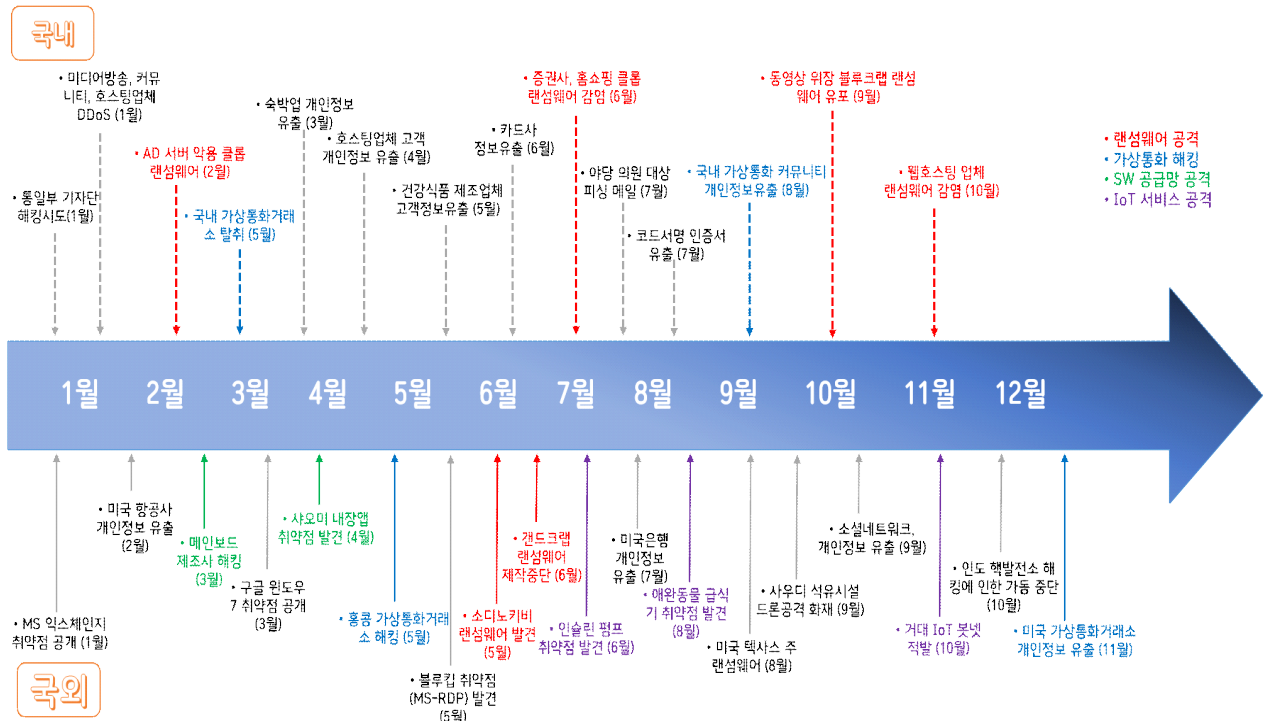 국내
• 미디어방송, 커뮤
니티, 호스팅업체
DDoS (1월)
• 통일부 기자단
해킹시도(1월)
• AD 서버 악용 클롭
랜섬웨어 (2월)
• 국내 가상통화거래
소 탈취 (5월)
• 숙박업 개인정보
유출 (3월)
• 호스팅업체 고객
개인정보 유출 (4월)
• 건강식품 제조업체
고객정보유출 (5월)
• 카드사
정보유출 (6월)
• 증권사, 홈쇼핑 클롭
랜섬웨어 감염 (6월)
• 야당 의원 대상
피싱 메일 (7월)
• 코드서명 인증서
유출 (7월)
• 국내 가상통화 커뮤니티
개인정보유출 (8월)
• 동영상 위장 블루크랩 랜섬
웨어 유포 (9월)
• 웹호스팅 업체
랜섬웨어 감염 (10월)
• 랜섬웨어 공격
• 가상통화 해킹
• SW 공급망 공격
• IoT 서비스 공격
1월 2월 3월 4월 5월 6월 7월 8월 9월 10월 11월 12월
• MS 익스체인지
취약점 공개 (1월)
• 미국 항공사
개인정보 유출
(2월)
• 메인보드
제조사 해킹
(3월)
• 구글 윈도우
7 취약점 공개
(3월)
• 샤오미 내장앱
취약점 발견 (4월)
• 홍콩 가상통화거래
소 해킹 (5월)
• 블루킵 취약점
(MS-RDP) 발견
(5월)
• 소디노키비
랜섬웨어 발견
(5월)
• 갠드크랩
랜섬웨어
제작중단 (6월)
• 인슐린 펌프
취약점 발견 (6월)
• 미국은행
개인정보
유출 (7월)
• 애완동물 급식
기 취약점 발견
(8월)
• 미국 텍사스 주
랜섬웨어 (8월)
• 사우디 석유시설
드론공격 화재 (9월)
• 소셜네트워크,
개인정보 유출 (9월)
• 거대 IoT 봇넷
적발 (10월)
• 인도 핵발전소 해
킹에 인한 가동 중단
(10월)
• 미국 가상통화거래소
개인정보 유출 (11월)
국외